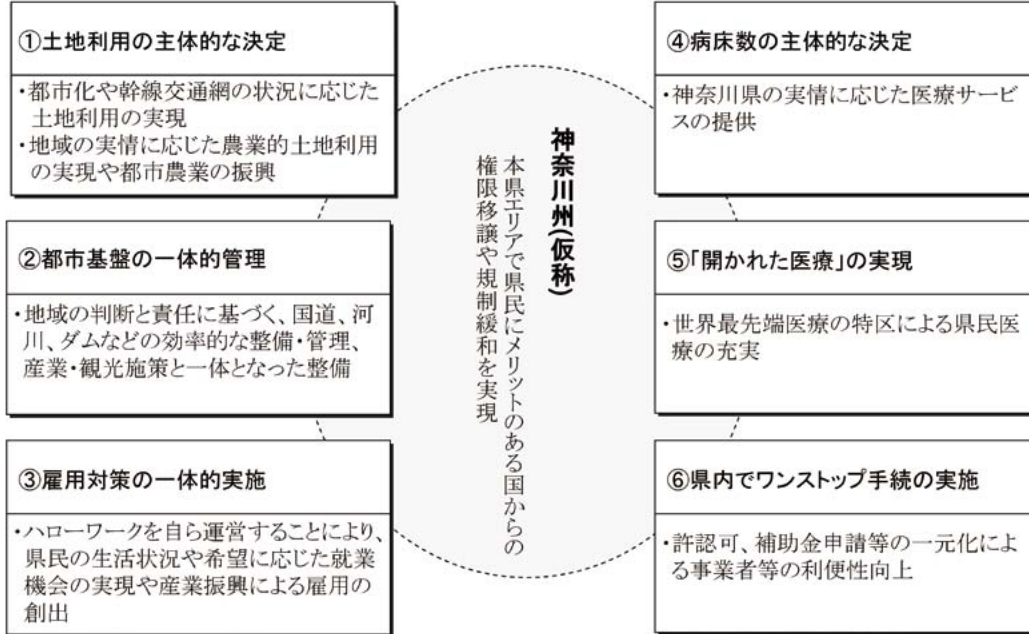 ①土地利用の主体的な決定
・都市化や幹線交通網の状況に応じた
土地利用の実現
・地域の実情に応じた農業的土地利用
の実現や都市農業の振興
②都市基盤の一体的管理
・地域の判断と責任に基づく、国道、河
川、ダムなどの効率的な整備・管理、
産業・観光施策と一体となった整備
③雇用対策の一体的実施
・ハローワークを自ら運営することにより、
県民の生活状況や希望に応じた就業
機会の実現や産業振興による雇用の
創出
神奈川州(仮称)
本県エリアで県民にメリットのある国からの
権限移譲や規制緩和を実現
④病床数の主体的な決定
・神奈川県の実情に応じた医療サービ
スの提供
⑤「開かれた医療」の実現
・世界最先端医療の特区による県民医
療の充実
⑥県内でワンストップ手続の実施
・許認可、補助金申請等の一元化によ
る事業者等の利便性向上